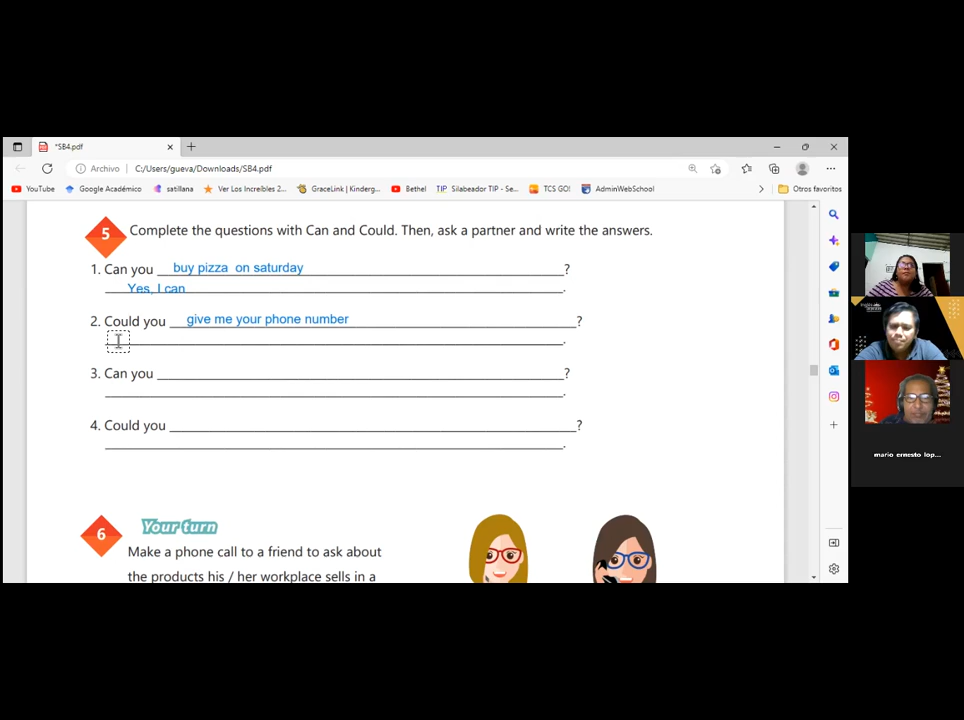 *SB4.pdf
Archivo
C:/Users/gueva/Downloads/SB4.pdf
YouTube
Google Académico
satillana
Ver Los Increíbles 2...
GraceLink | Kinderg...
Bethel
TIP
Silabeador TIP - Se...
TCS GO!
AdminWebSchool
Otros favoritos
5
Complete the questions with Can and Could. Then, ask a partner and write the answers.
1. Can you buy pizza on saturday ?
Yes, I can .
2. Could you give me your phone number ?
.
3. Can you ?
.
4. Could you ?
.
6
Your turn
Make a phone call to a friend to ask about
the products his / her workplace sells in a
mario ernesto lop...